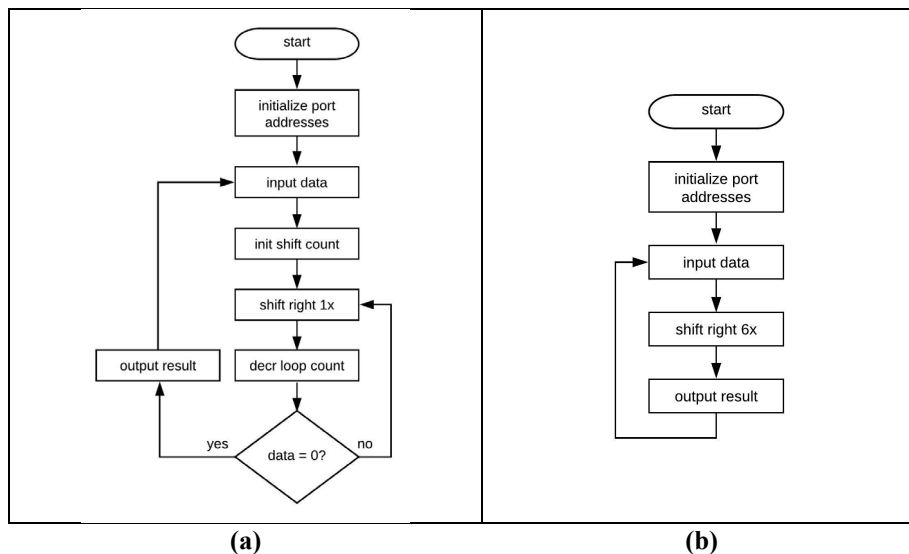 start
initialize port
addresses
input data
init shift count
shift right 1x
output result
decr loop count
yes
data = 0?
no
start
initialize port
addresses
input data
shift right 6x
output result
(a)
(b)